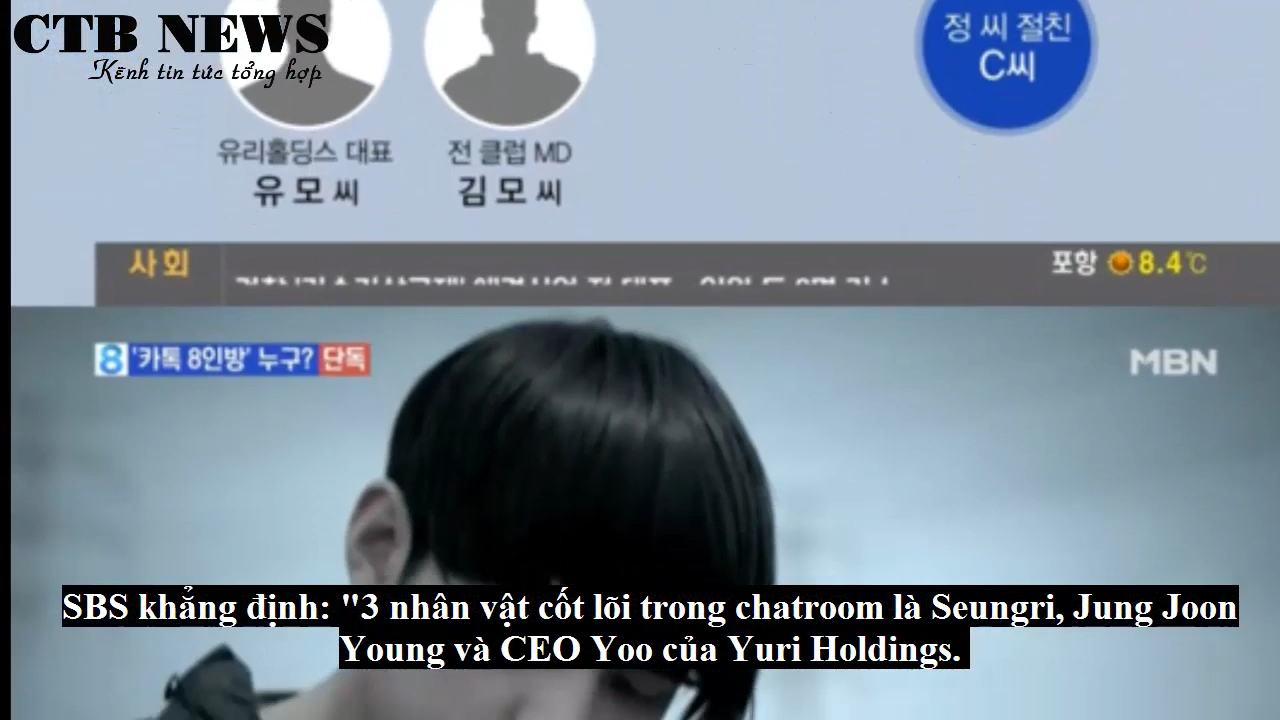 CTB NEWS
Kênh tin tức tổng hợp
정 씨 절친
C씨
유리홀딩스 대표
유 모 씨
전 클럽 MD
김 모 씨
사회
포항 8.4℃
8 '카톡 8인방' 누구? 단독
MBN
SBS khẳng định: "3 nhân vật cốt lõi trong chatroom là Seungri, Jung Joon
Young và CEO Yoo của Yuri Holdings.